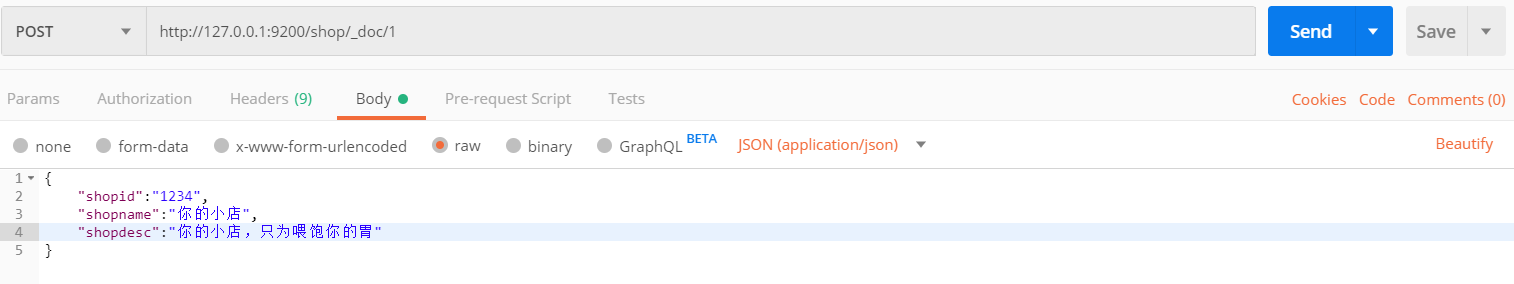 POST http://127.0.0.1:9200/shop/_doc/1 Send Save
Params Authorization Headers (9) Body Pre-request Script Tests Cookies Code Comments (0)
none form-data x-www-form-urlencoded raw binary GraphQL BETA JSON (application/json) Beautify
1 {
2 "shopid":"1234",
3 "shopname":"你的小店",
4 "shopdesc":"你的小店，只为喂饱你的胃"
5 }